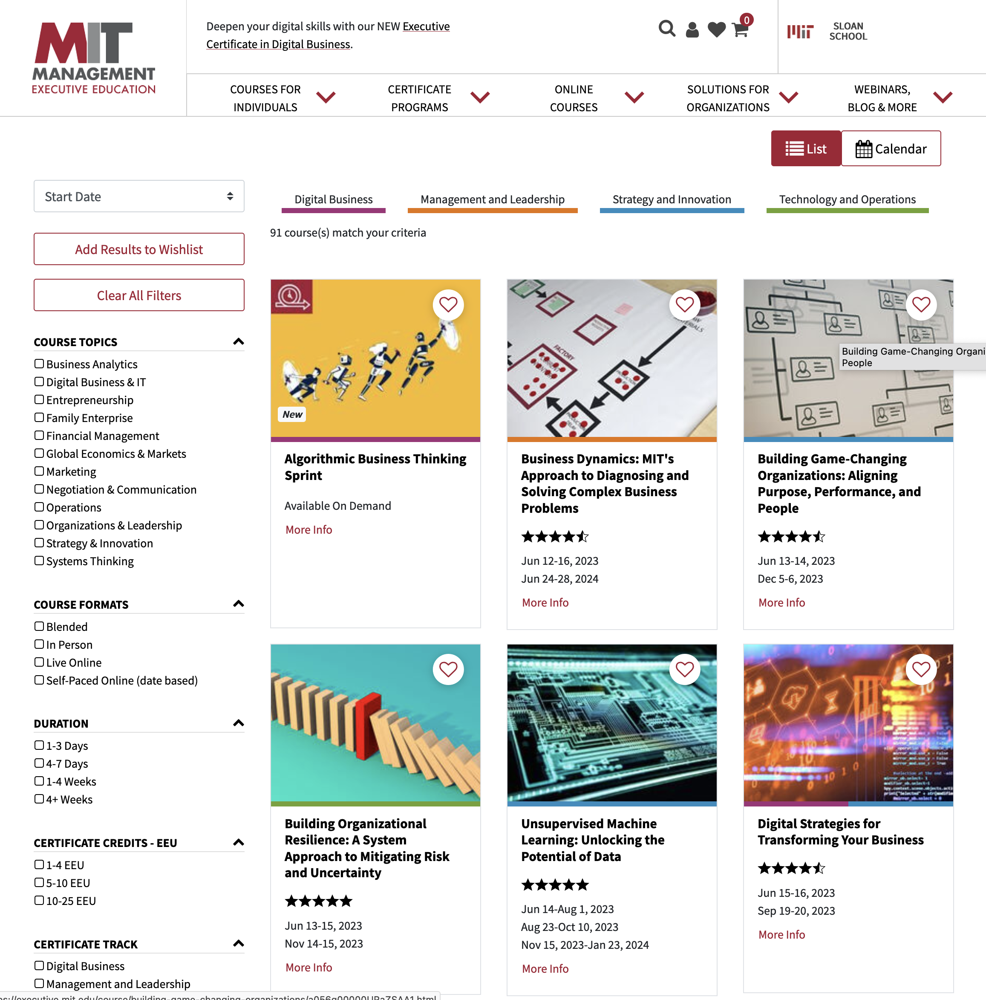 MIT
MANAGEMENT
EXECUTIVE EDUCATION
Deepen your digital skills with our NEW Executive
Certificate in Digital Business.
0
MIT
SLOAN
SCHOOL
COURSES FOR
INDIVIDUALS
CERTIFICATE
PROGRAMS
ONLINE
COURSES
SOLUTIONS FOR
ORGANIZATIONS
WEBINARS,
BLOG & MORE
List
Calendar
Start Date
Add Results to Wishlist
Clear All Filters
COURSE TOPICS
Business Analytics
Digital Business & IT
Entrepreneurship
Family Enterprise
Financial Management
Global Economics & Markets
Marketing
Negotiation & Communication
Operations
Organizations & Leadership
Strategy & Innovation
Systems Thinking
COURSE FORMATS
Blended
In Person
Live Online
Self-Paced Online (date based)
DURATION
1-3 Days
4-7 Days
1-4 Weeks
4+ Weeks
CERTIFICATE CREDITS - EEU
1-4 EEU
5-10 EEU
10-25 EEU
CERTIFICATE TRACK
Digital Business
Management and Leadership
Digital Business
Management and Leadership
Strategy and Innovation
Technology and Operations
91 course(s) match your criteria
New
Algorithmic Business Thinking
Sprint
Available On Demand
More Info
FACTORY
Business Dynamics: MIT's
Approach to Diagnosing and
Solving Complex Business
Problems
Jun 12-16, 2023
Jun 24-28, 2024
More Info
Building Game-Changing Organi
People
Building Game-Changing
Organizations: Aligning
Purpose, Performance, and
People
Jun 13-14, 2023
Dec 5-6, 2023
More Info
Building Organizational
Resilience: A System
Approach to Mitigating Risk
and Uncertainty
Jun 13-15, 2023
Nov 14-15, 2023
More Info
Unsupervised Machine
Learning: Unlocking the
Potential of Data
Jun 14-Aug 1, 2023
Aug 23-Oct 10, 2023
Nov 15, 2023-Jan 23, 2024
More Info
Digital Strategies for
Transforming Your Business
Jun 15-16, 2023
Sep 19-20, 2023
More Info